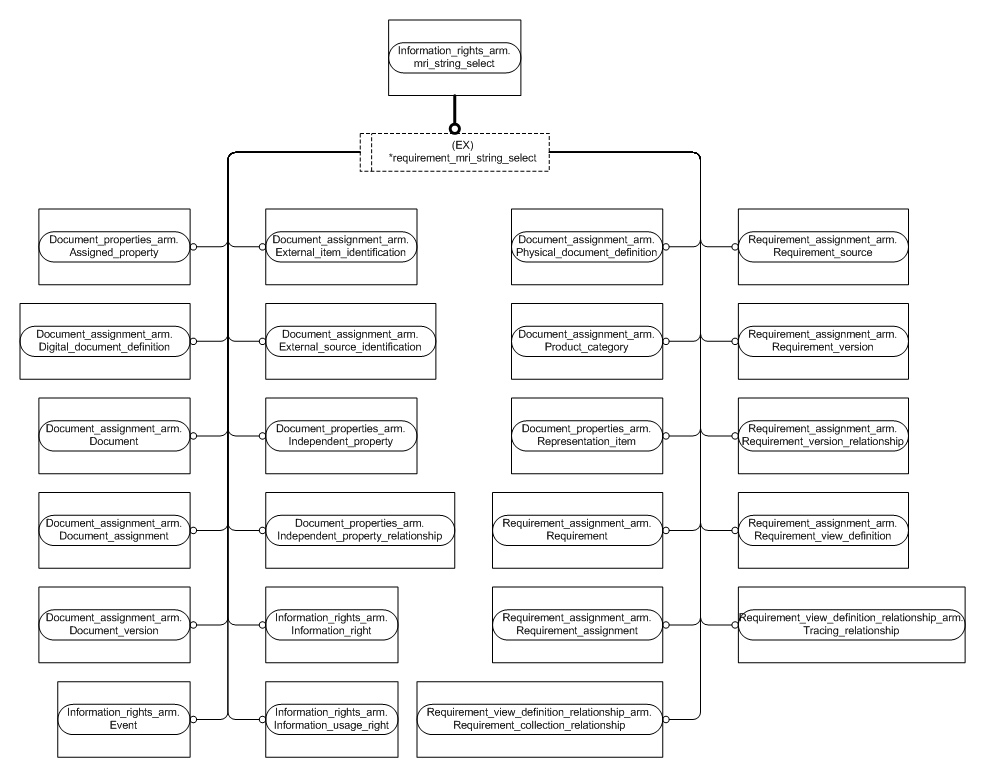 Information_rights_arm.
mri_string_select
(EX)
*requirement_mri_string_select
Document_properties_arm.
Assigned_property
Document_assignment_arm.
External_item_identification
Document_assignment_arm.
Physical_document_definition
Requirement_assignment_arm.
Requirement_source
Document_assignment_arm.
Digital_document_definition
Document_assignment_arm.
External_source_identification
Document_assignment_arm.
Product_category
Requirement_assignment_arm.
Requirement_version
Document_assignment_arm.
Document
Document_properties_arm.
Independent_property
Document_properties_arm.
Representation_item
Requirement_assignment_arm.
Requirement_version_relationship
Document_assignment_arm.
Document_assignment
Document_properties_arm.
Independent_property_relationship
Requirement_assignment_arm.
Requirement
Requirement_assignment_arm.
Requirement_view_definition
Document_assignment_arm.
Document_version
Information_rights_arm.
Information_right
Requirement_assignment_arm.
Requirement_assignment
Requirement_view_definition_relationship_arm.
Tracing_relationship
Information_rights_arm.
Event
Information_rights_arm.
Information_usage_right
Requirement_view_definition_relationship_arm.
Requirement_collection_relationship